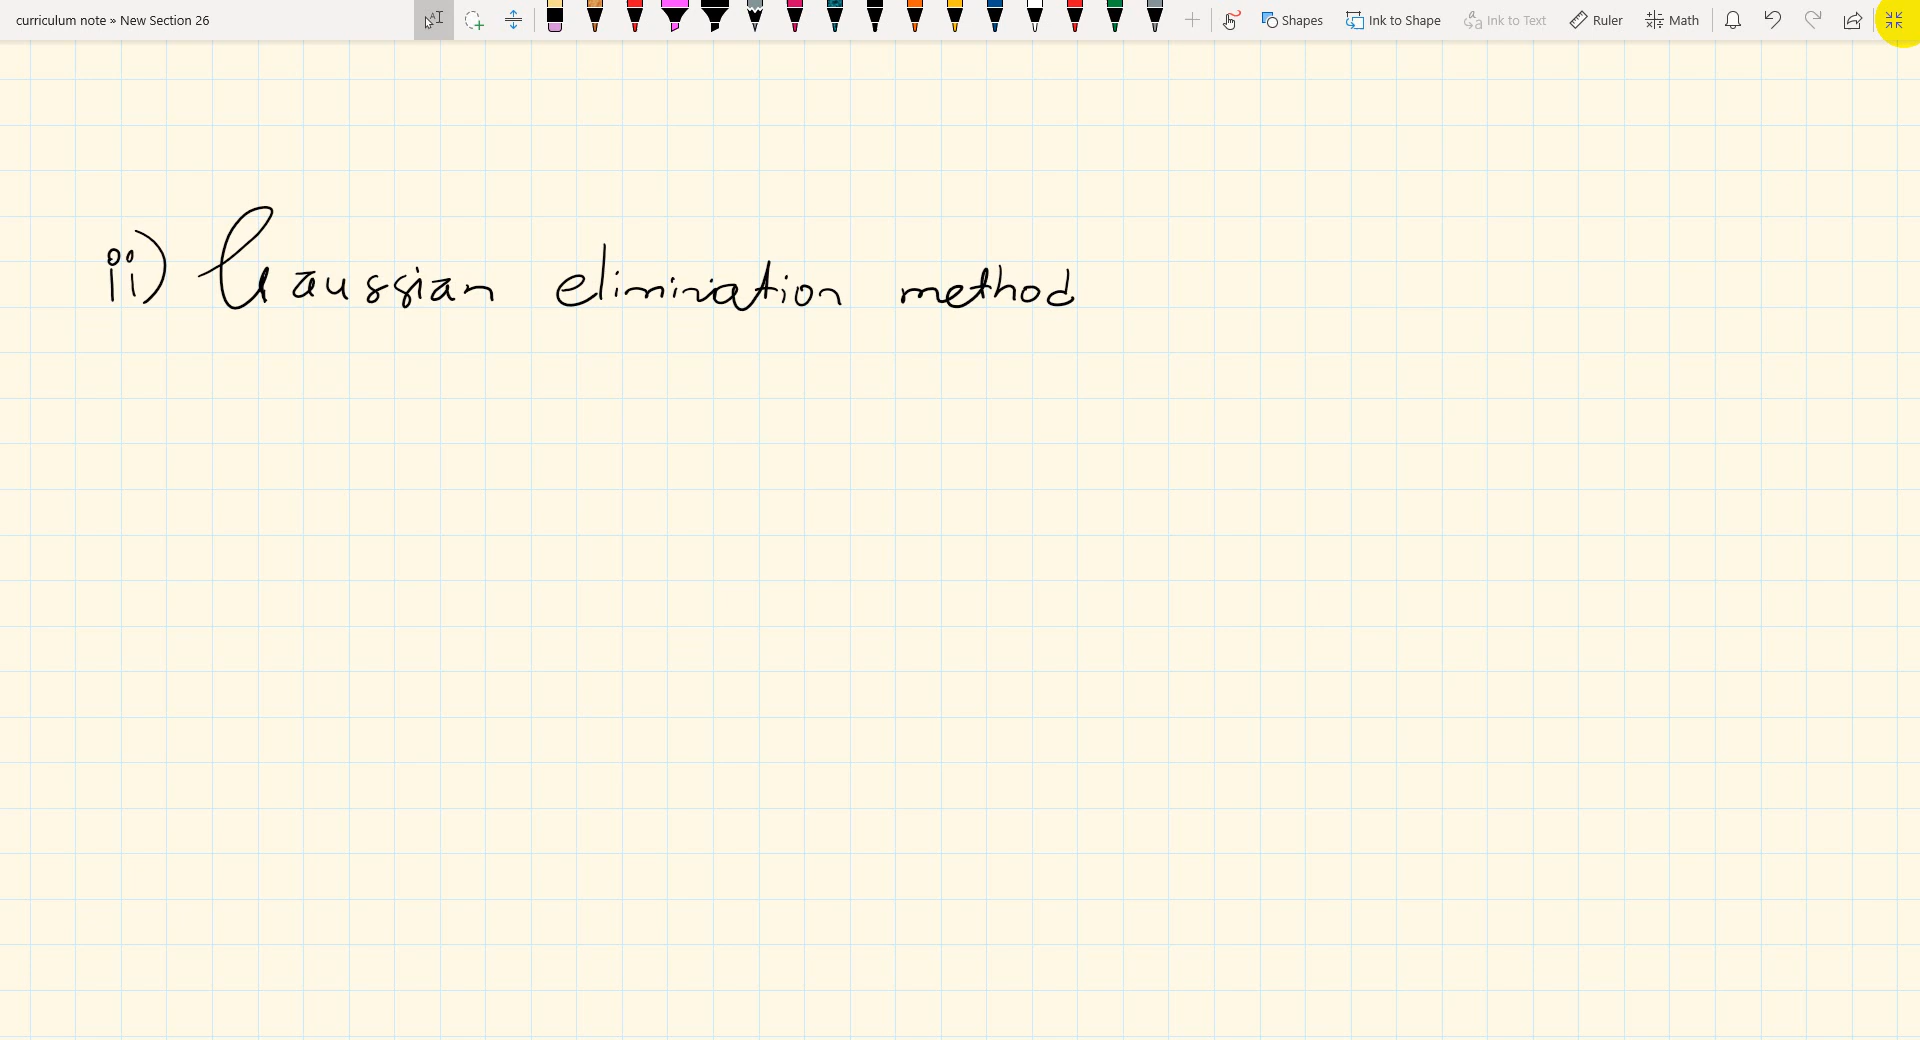 curriculum note » New Section 26 Shapes Ink to Shape Ink to Text Ruler Math
ii) Gaussian elimination method